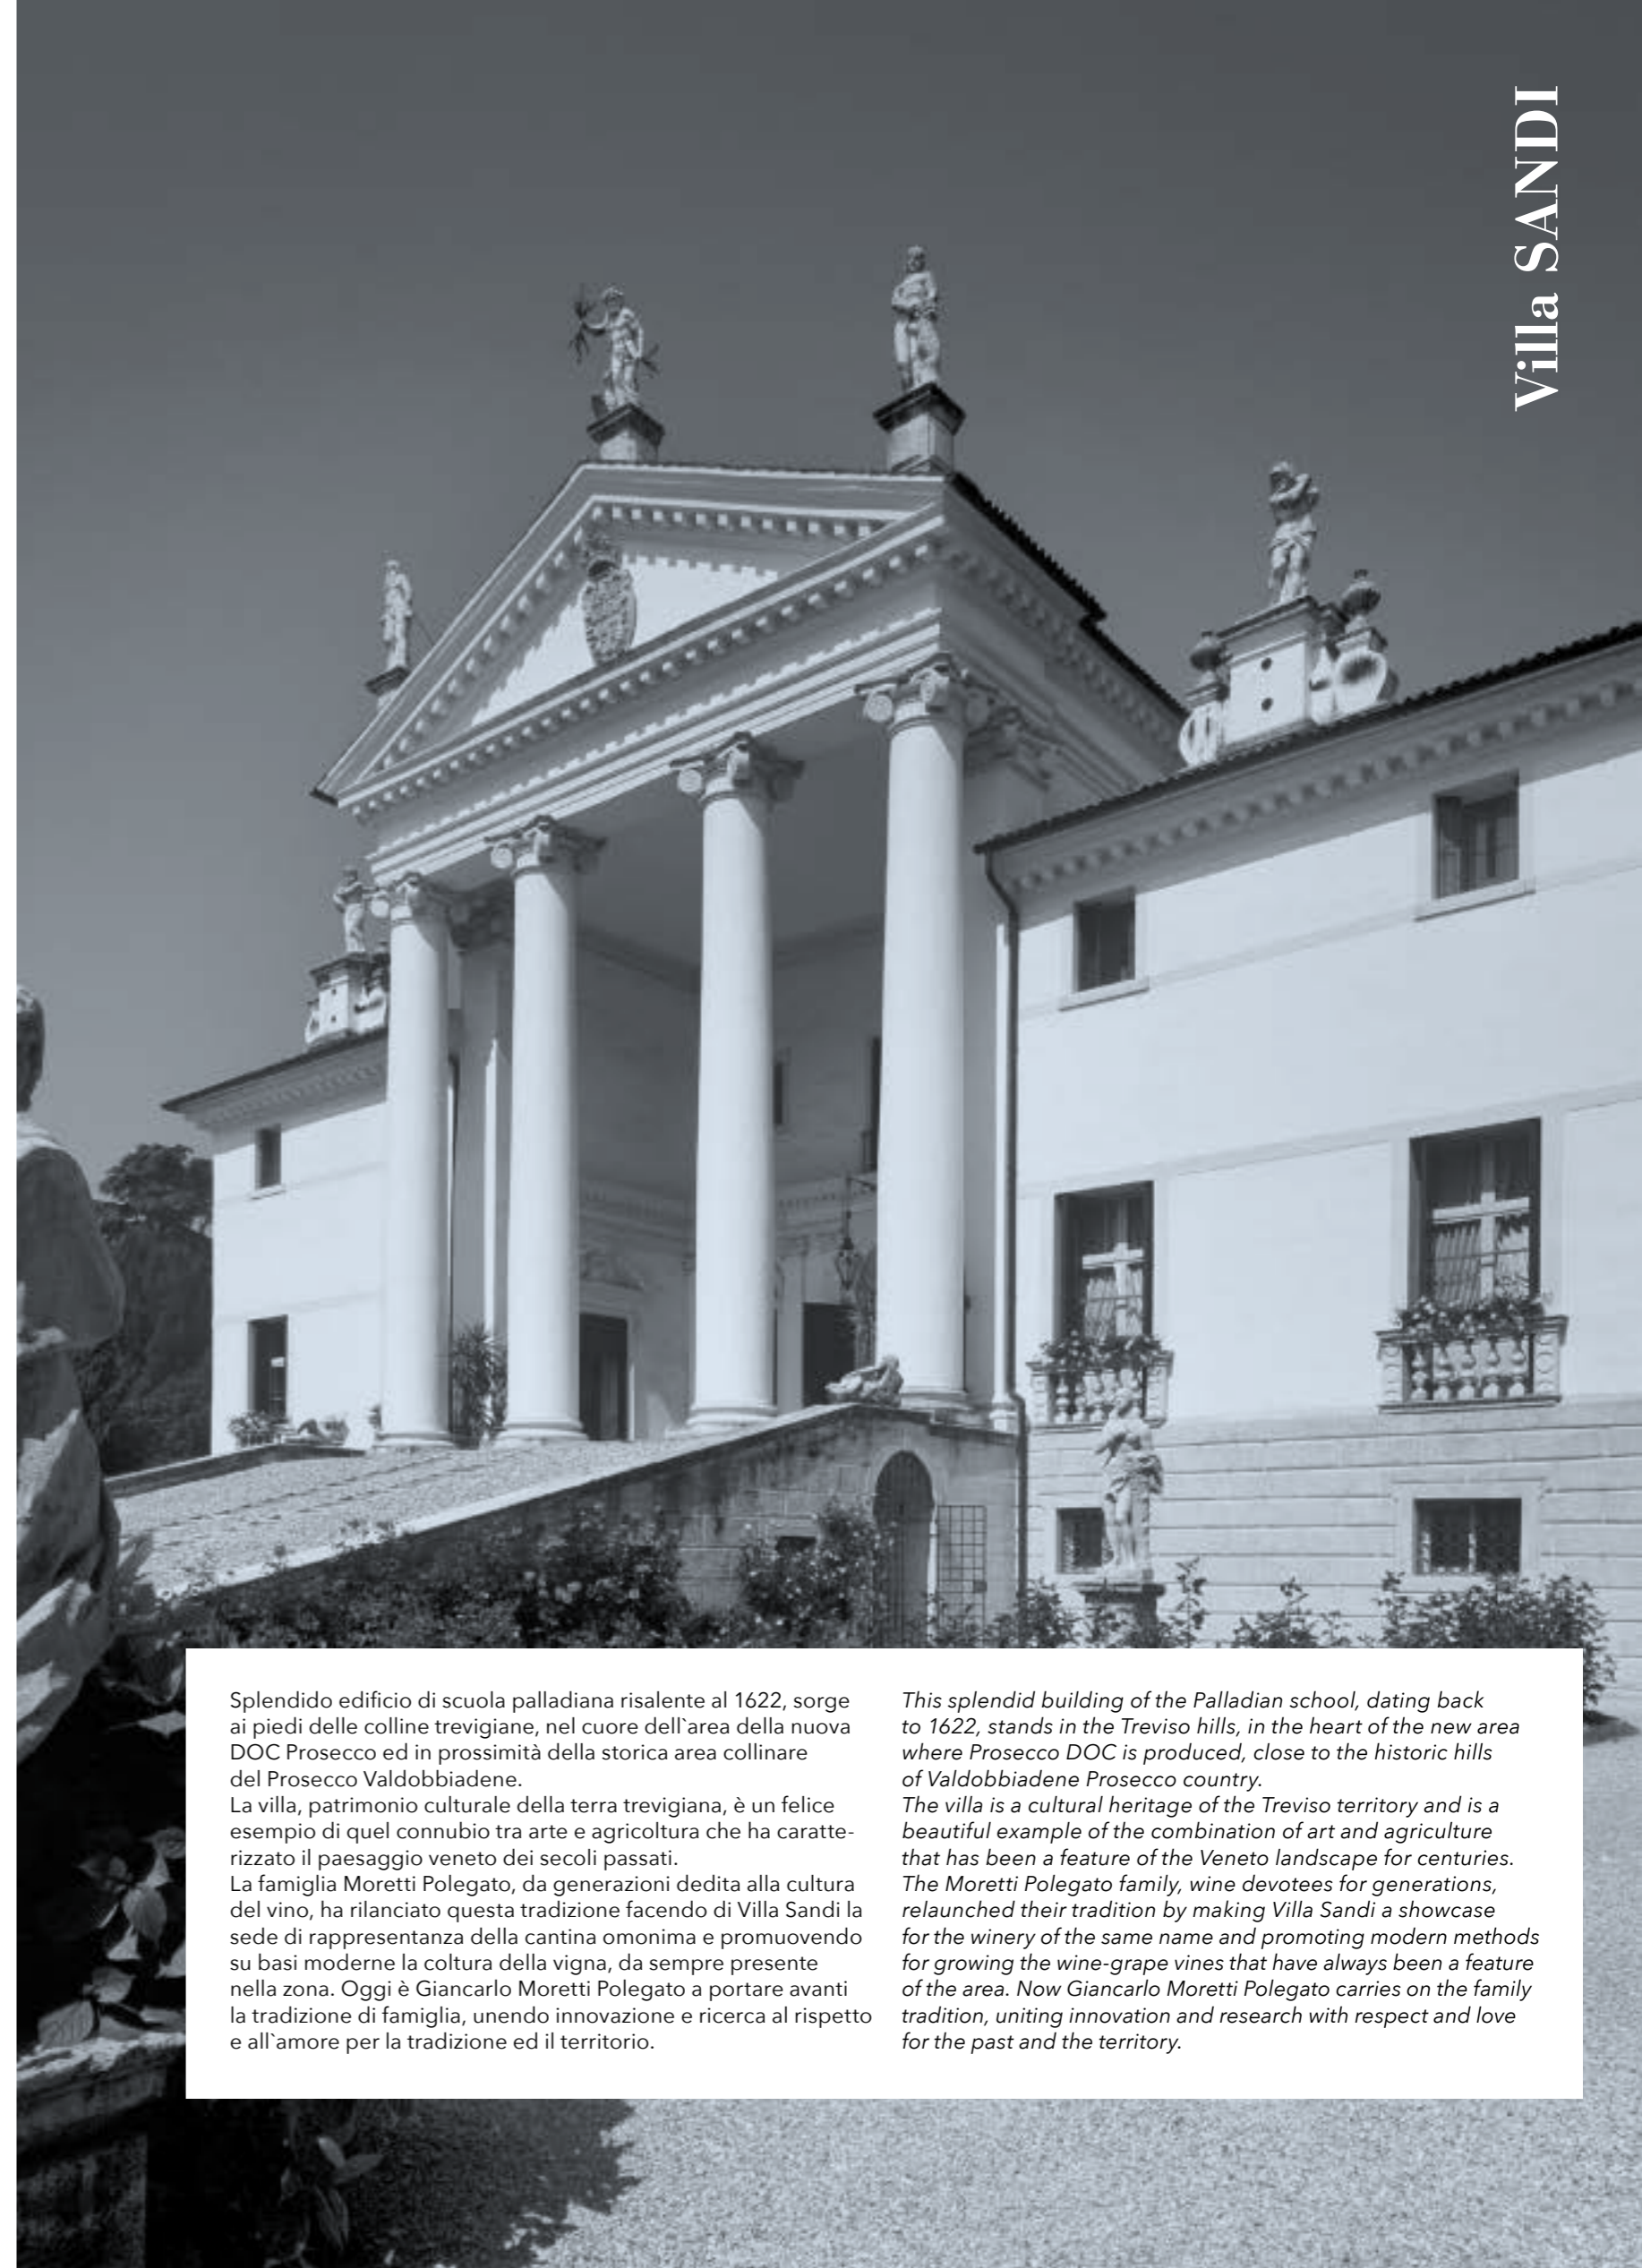 Villa SANDI
Splendido edificio di scuola palladiana risalente al 1622, sorge
ai piedi delle colline trevigiane, nel cuore dell`area della nuova
DOC Prosecco ed in prossimità della storica area collinare
del Prosecco Valdobbiadene.
La villa, patrimonio culturale della terra trevigiana, è un felice
esempio di quel connubio tra arte e agricoltura che ha caratte-
rizzato il paesaggio veneto dei secoli passati.
La famiglia Moretti Polegato, da generazioni dedita alla cultura
del vino, ha rilanciato questa tradizione facendo di Villa Sandi la
sede di rappresentanza della cantina omonima e promuovendo
su basi moderne la coltura della vigna, da sempre presente
nella zona. Oggi è Giancarlo Moretti Polegato a portare avanti
la tradizione di famiglia, unendo innovazione e ricerca al rispetto
e all`amore per la tradizione ed il territorio.
This splendid building of the Palladian school, dating back
to 1622, stands in the Treviso hills, in the heart of the new area
where Prosecco DOC is produced, close to the historic hills
of Valdobbiadene Prosecco country.
The villa is a cultural heritage of the Treviso territory and is a
beautiful example of the combination of art and agriculture
that has been a feature of the Veneto landscape for centuries.
The Moretti Polegato family, wine devotees for generations,
relaunched their tradition by making Villa Sandi a showcase
for the winery of the same name and promoting modern methods
for growing the wine-grape vines that have always been a feature
of the area. Now Giancarlo Moretti Polegato carries on the family
tradition, uniting innovation and research with respect and love
for the past and the territory.